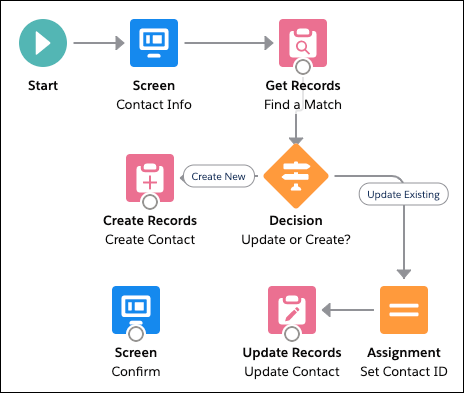 Start
Screen
Contact Info
Get Records
Find a Match
Create New
Update Existing
Create Records
Create Contact
Decision
Update or Create?
Screen
Confirm
Update Records
Update Contact
Assignment
Set Contact ID